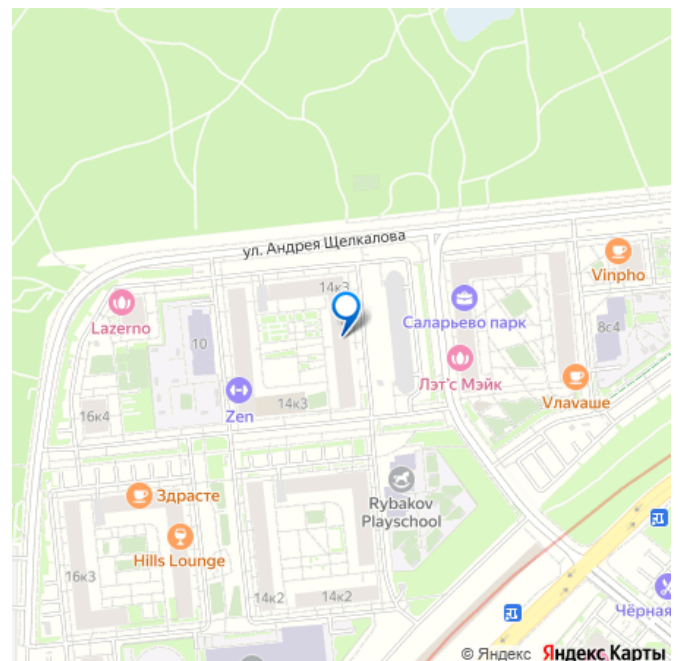 ул. Андрея Щелкалова
Vinpho
14к3
Lazerno
Саларьево парк
8с4
10
Лэт'с Мэйк
Vлаваше
Zen
14к3
16к4
Rybakov
Playschool
Здрасте
Hills Lounge
16к3
14к2
14к2
Чёрная
© Яндекс Яндекс Карты